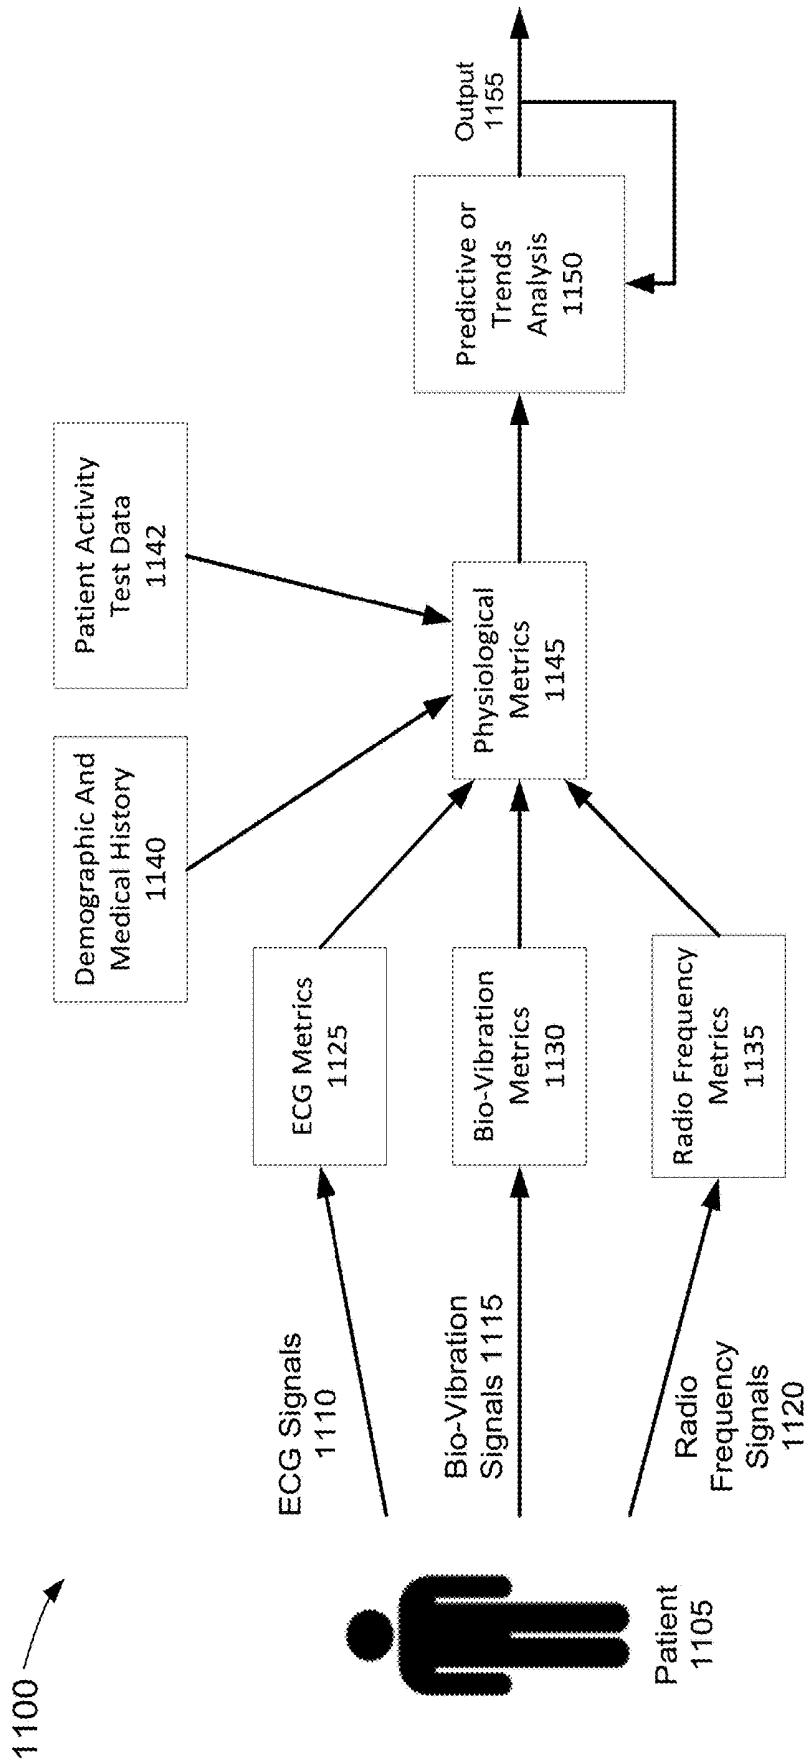 1100
Patient
1105
ECG Signals
1110
Bio-Vibration
Signals 1115
Radio
Frequency
Signals
1120
ECG Metrics
1125
Bio-Vibration
Metrics
1130
Radio Frequency
Metrics
1135
Demographic And
Medical History
1140
Patient Activity
Test Data
1142
Physiological
Metrics
1145
Predictive or
Trends
Analysis
1150
Output
1155